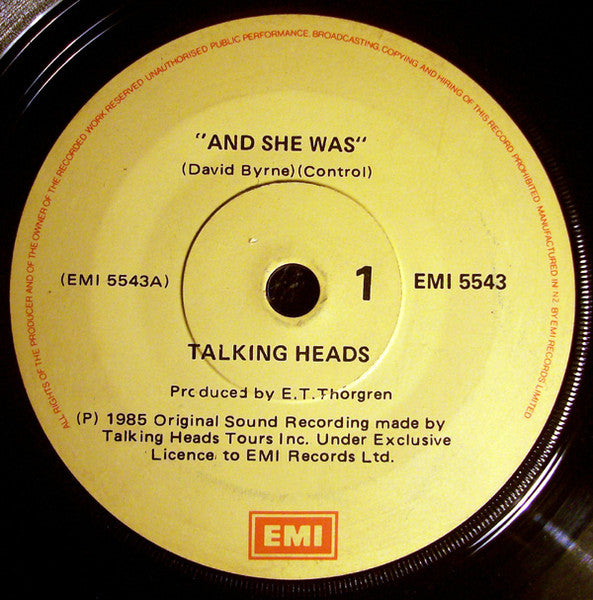 ALL RIGHTS OF THE PRODUCER AND OF THE OWNER OF THE RECORDED WORK RESERVED. UNAUTHORISED PUBLIC PERFORMANCE, BROADCASTING, COPYING AND HIRING OF THIS RECORD PROHIBITED. MANUFACTURED IN NZ BY EMI RECORDS LIMITED
"AND SHE WAS"
(David Byrne)(Control)
(EMI 5543A)
1
EMI 5543
TALKING HEADS
Produced by E.T.Thorgren
(P) 1985 Original Sound Recording made by
Talking Heads Tours Inc. Under Exclusive
Licence to EMI Records Ltd.
EMI